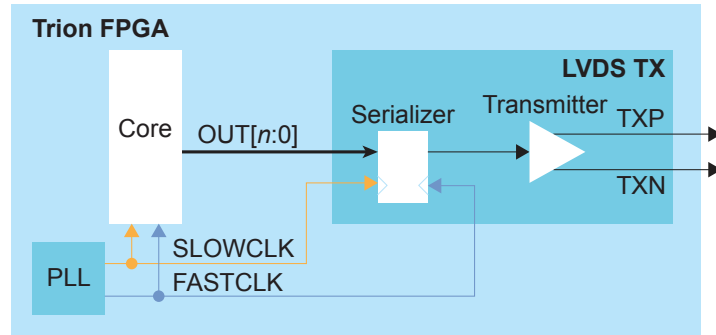 Trion FPGA
LVDS TX
Core
OUT[n:0]
Serializer
Transmitter
TXP
TXN
SLOWCLK
PLL
FASTCLK